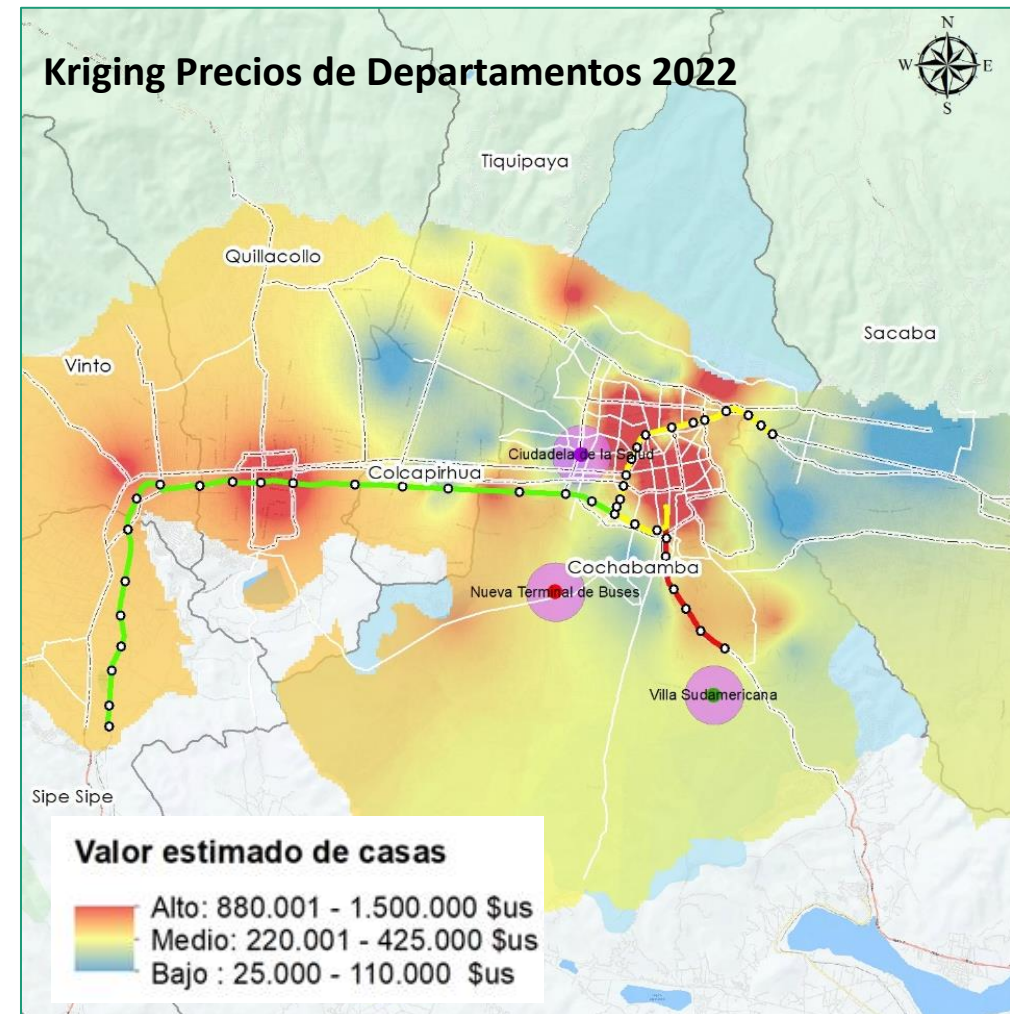 Kriging Precios de Departamentos 2022
N
W
E
S
Tiquipaya
Quillacollo
Sacaba
Vinto
Ciudadela de la Salud
Colcapirhua
Cochabamba
Nueva Terminal de Buses
Villa Sudamericana
Sipe Sipe
Valor estimado de casas
Alto: 880.001 - 1.500.000 $us
Medio: 220.001 - 425.000 $us
Bajo : 25.000 - 110.000 $us